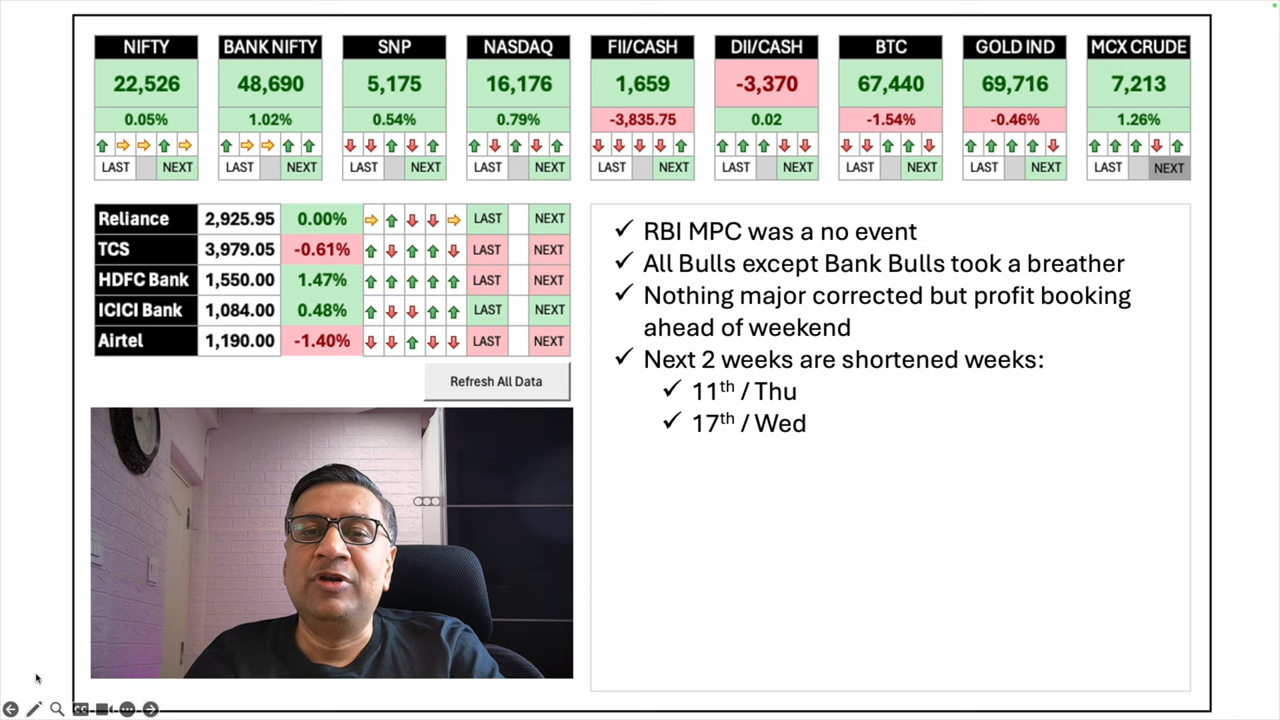 NIFTY BANK NIFTY SNP NASDAQ FII/CASH DII/CASH BTC GOLD IND MCX CRUDE
22,526 48,690 5,175 16,176 1,659 -3,370 67,440 69,716 7,213
0.05% 1.02% 0.54% 0.79% -3,835.75 0.02 -1.54% -0.46% 1.26%
LAST NEXT LAST NEXT LAST NEXT LAST NEXT LAST NEXT LAST NEXT LAST NEXT LAST NEXT LAST NEXT
Reliance 2,925.95 0.00% LAST NEXT
TCS 3,979.05 -0.61% LAST NEXT
HDFC Bank 1,550.00 1.47% LAST NEXT
ICICI Bank 1,084.00 0.48% LAST NEXT
Airtel 1,190.00 -1.40% LAST NEXT
Refresh All Data
✓ RBI MPC was a no event
✓ All Bulls except Bank Bulls took a breather
✓ Nothing major corrected but profit booking
ahead of weekend
✓ Next 2 weeks are shortened weeks:
✓ 11th / Thu
✓ 17th / Wed
CC